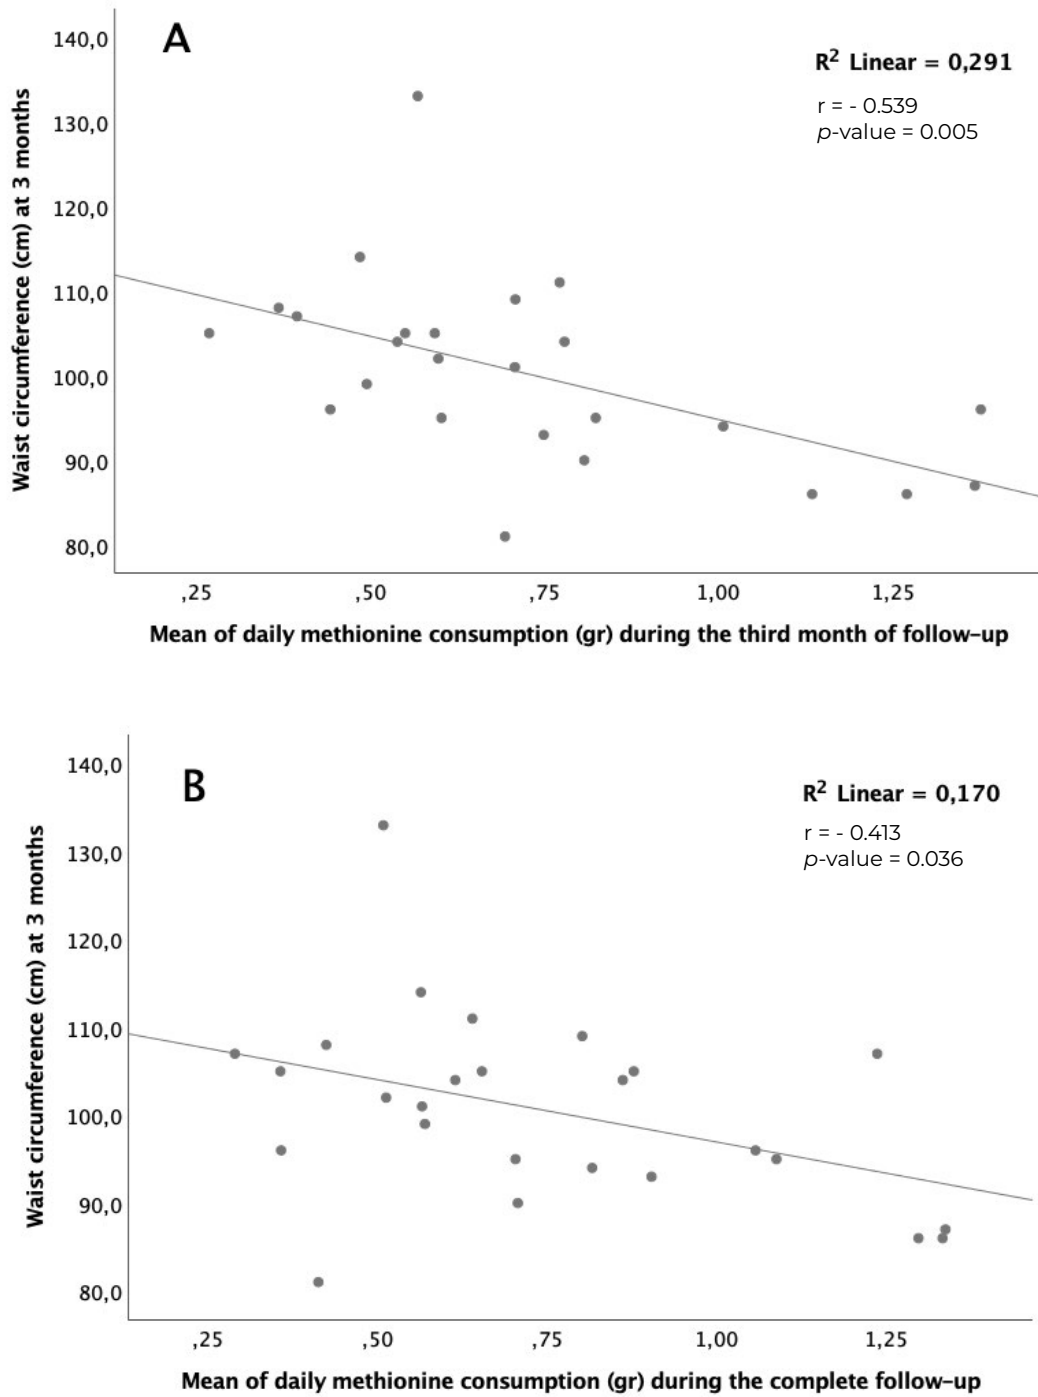 A
R² Linear = 0,291
r = - 0.539
p-value = 0.005
Waist circumference (cm) at 3 months
140,0
130,0
120,0
110,0
100,0
90,0
80,0
,25 ,50 ,75 1,00 1,25
Mean of daily methionine consumption (gr) during the third month of follow-up
B
R² Linear = 0,170
r = - 0.413
p-value = 0.036
Waist circumference (cm) at 3 months
140,0
130,0
120,0
110,0
100,0
90,0
80,0
,25 ,50 ,75 1,00 1,25
Mean of daily methionine consumption (gr) during the complete follow-up